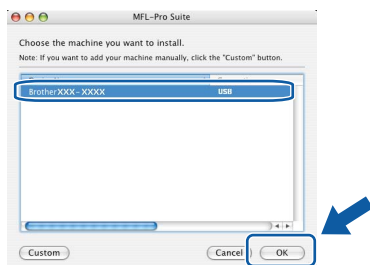 MFL-Pro Suite
Choose the machine you want to install.
Note: If you want to add your machine manually, click the "Custom" button.
BrotherXXX-XXXX USB
Custom Cancel OK